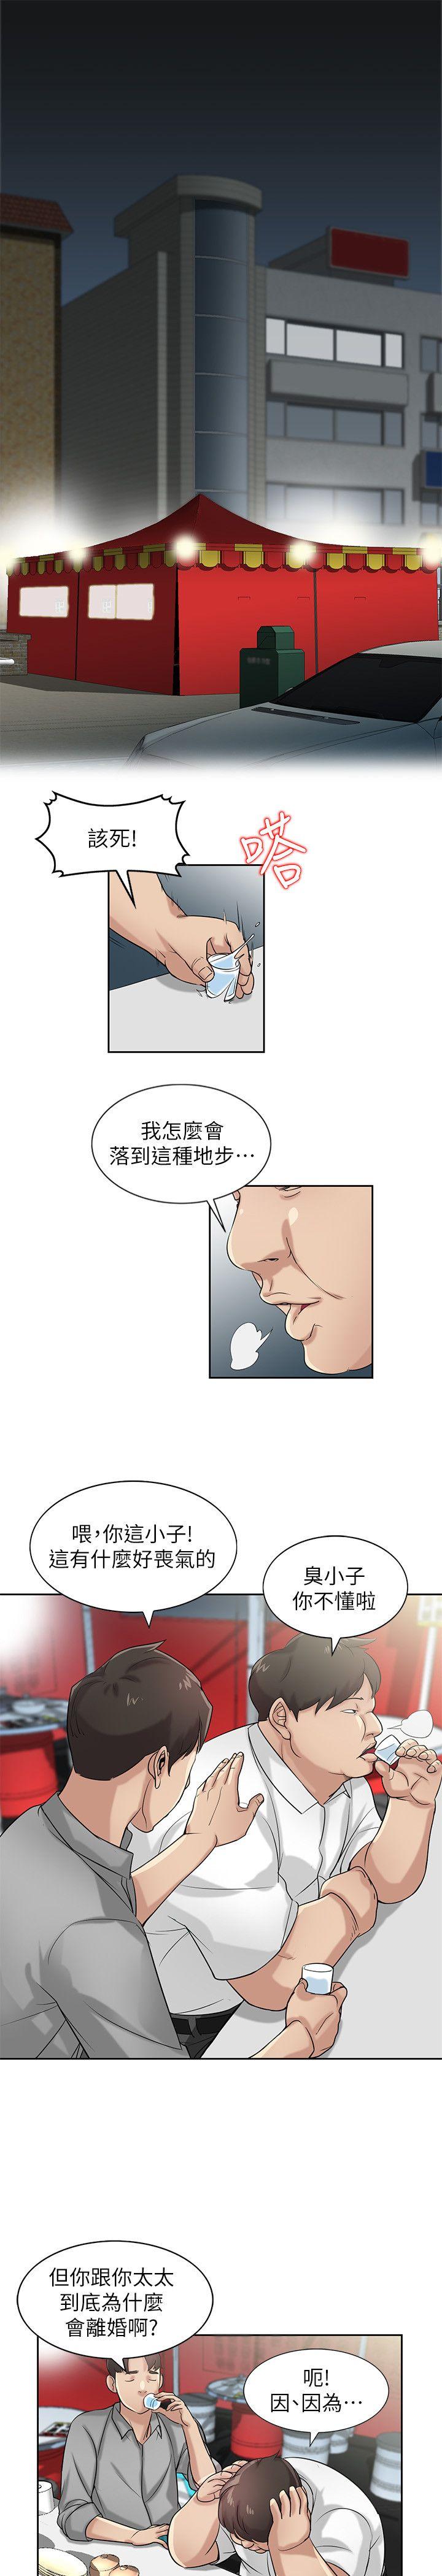 該死!
嗒
我怎麼會
落到這種地步⋯
喂，你這小子!
這有什麼好喪氣的
臭小子
你不懂啦
但你跟你太太
到底為什麼
會離婚啊?
呃!
因、因為⋯